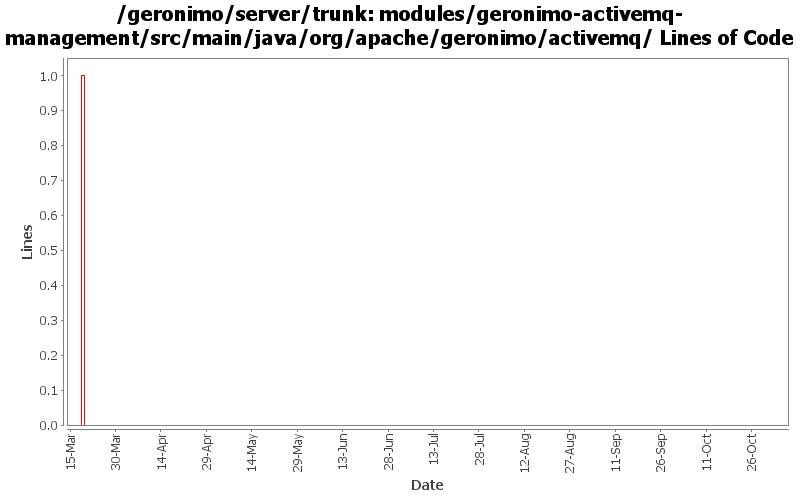 /geronimo/server/trunk: modules/geronimo-activemq-
management/src/main/java/org/apache/geronimo/activemq/ Lines of Code
1.0
0.9
0.8
0.7
0.6
0.5
0.4
0.3
0.2
0.1
0.0
Lines
15-Mar
30-Mar
14-Apr
29-Apr
14-May
29-May
13-Jun
28-Jun
13-Jul
28-Jul
12-Aug
27-Aug
11-Sep
26-Sep
11-Oct
26-Oct
Date